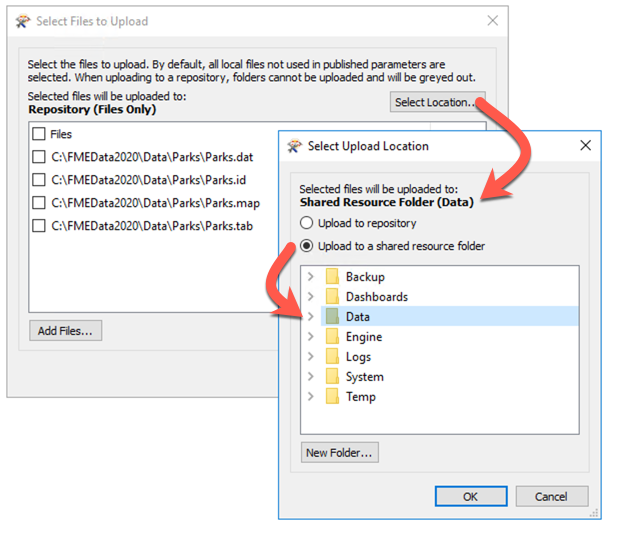 Select Files to Upload
Select the files to upload. By default, all local files not used in published parameters are
selected. When uploading to a repository, folders cannot be uploaded and will be greyed out.
Selected files will be uploaded to:
Repository (Files Only)
Select Location...
Files
C:\FMEData2020\Data\Parks\Parks.dat
C:\FMEData2020\Data\Parks\Parks.id
C:\FMEData2020\Data\Parks\Parks.map
C:\FMEData2020\Data\Parks\Parks.tab
Add Files...
Select Upload Location
Selected files will be uploaded to:
Shared Resource Folder (Data)
Upload to repository
Upload to a shared resource folder
Backup
Dashboards
Data
Engine
Logs
System
Temp
New Folder...
OK
Cancel